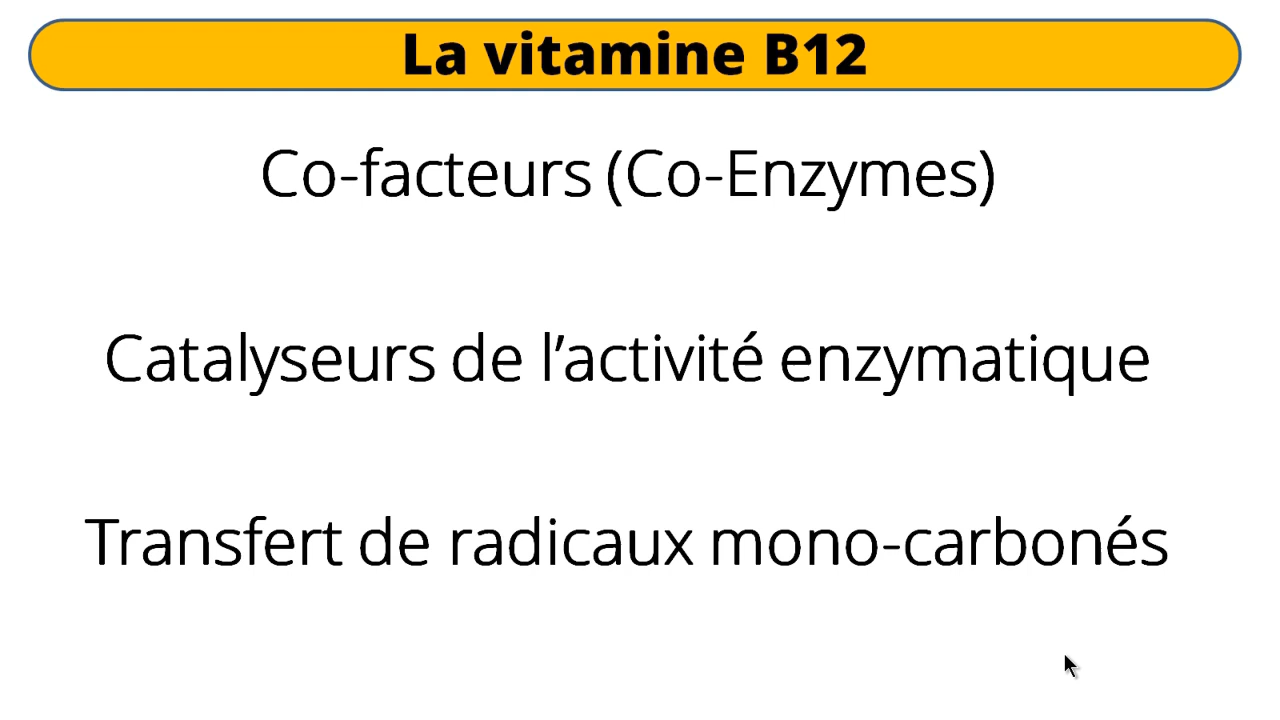 La vitamine B12
Co-facteurs (Co-Enzymes)
Catalyseurs de l’activité enzymatique
Transfert de radicaux mono-carbonés